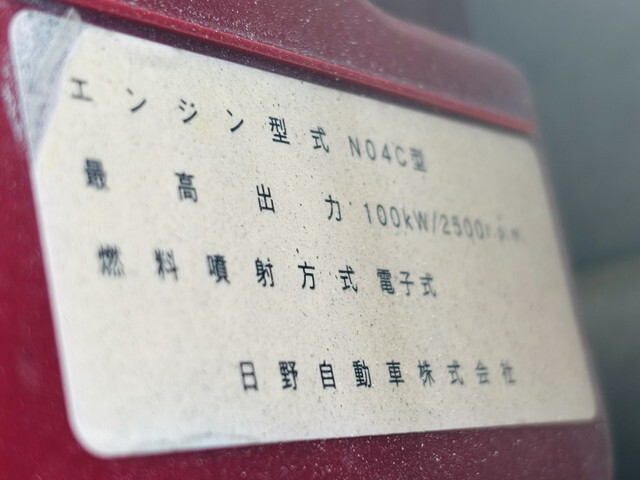 エンジン型式 N04C型
最高出力 100kW/2500r.p.m.
燃料噴射方式 電子式
日野自動車株式会社